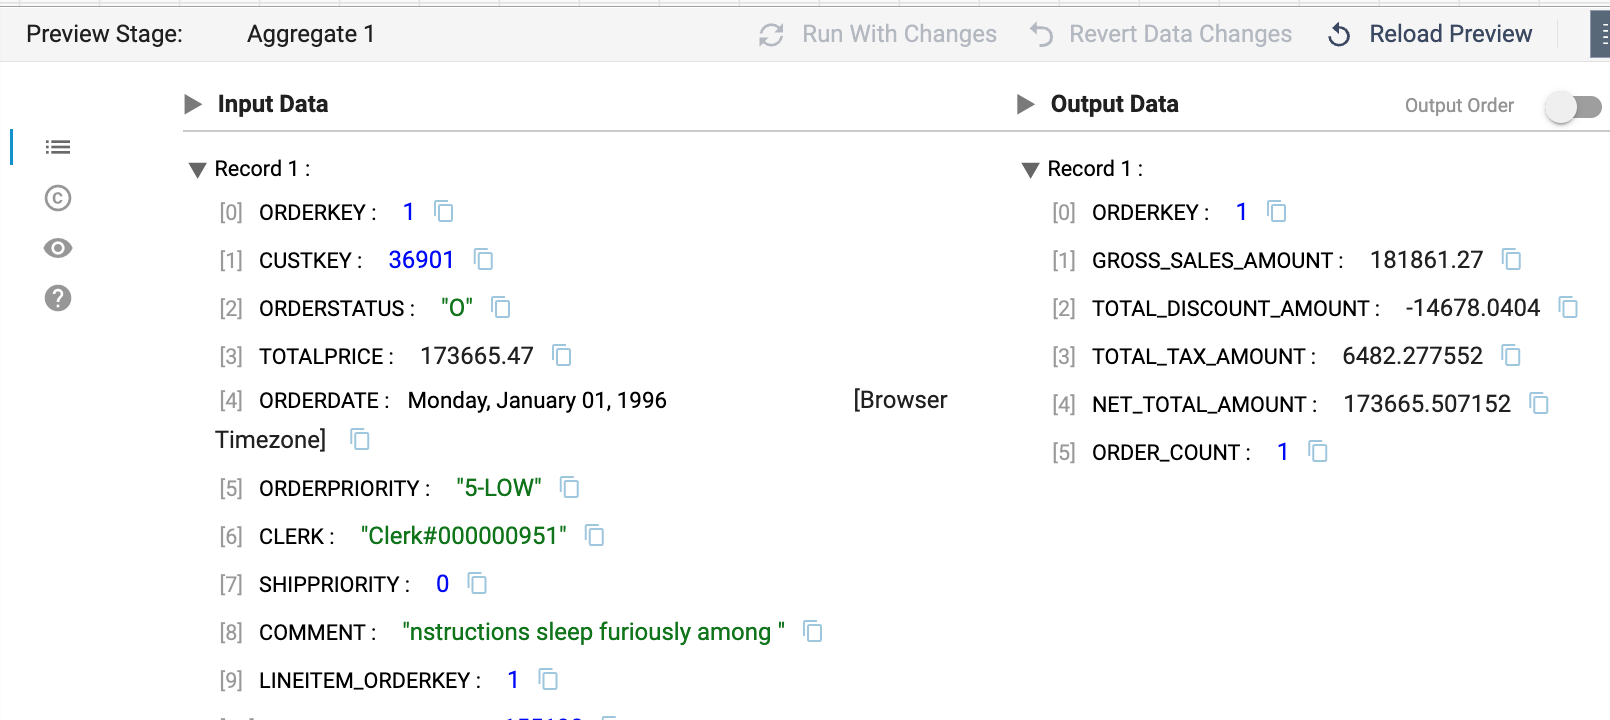 Preview Stage: Aggregate 1 Run With Changes Revert Data Changes Reload Preview
Input Data
Record 1 :
[0] ORDERKEY : 1
[1] CUSTKEY : 36901
[2] ORDERSTATUS : "O"
[3] TOTALPRICE : 173665.47
[4] ORDERDATE : Monday, January 01, 1996 [Browser
Timezone]
[5] ORDERPRIORITY : "5-LOW"
[6] CLERK : "Clerk#000000951"
[7] SHIPPRIORITY : 0
[8] COMMENT : "nstructions sleep furiously among "
[9] LINEITEM_ORDERKEY : 1
Output Data Output Order
Record 1 :
[0] ORDERKEY : 1
[1] GROSS_SALES_AMOUNT : 181861.27
[2] TOTAL_DISCOUNT_AMOUNT : -14678.0404
[3] TOTAL_TAX_AMOUNT : 6482.277552
[4] NET_TOTAL_AMOUNT : 173665.507152
[5] ORDER_COUNT : 1